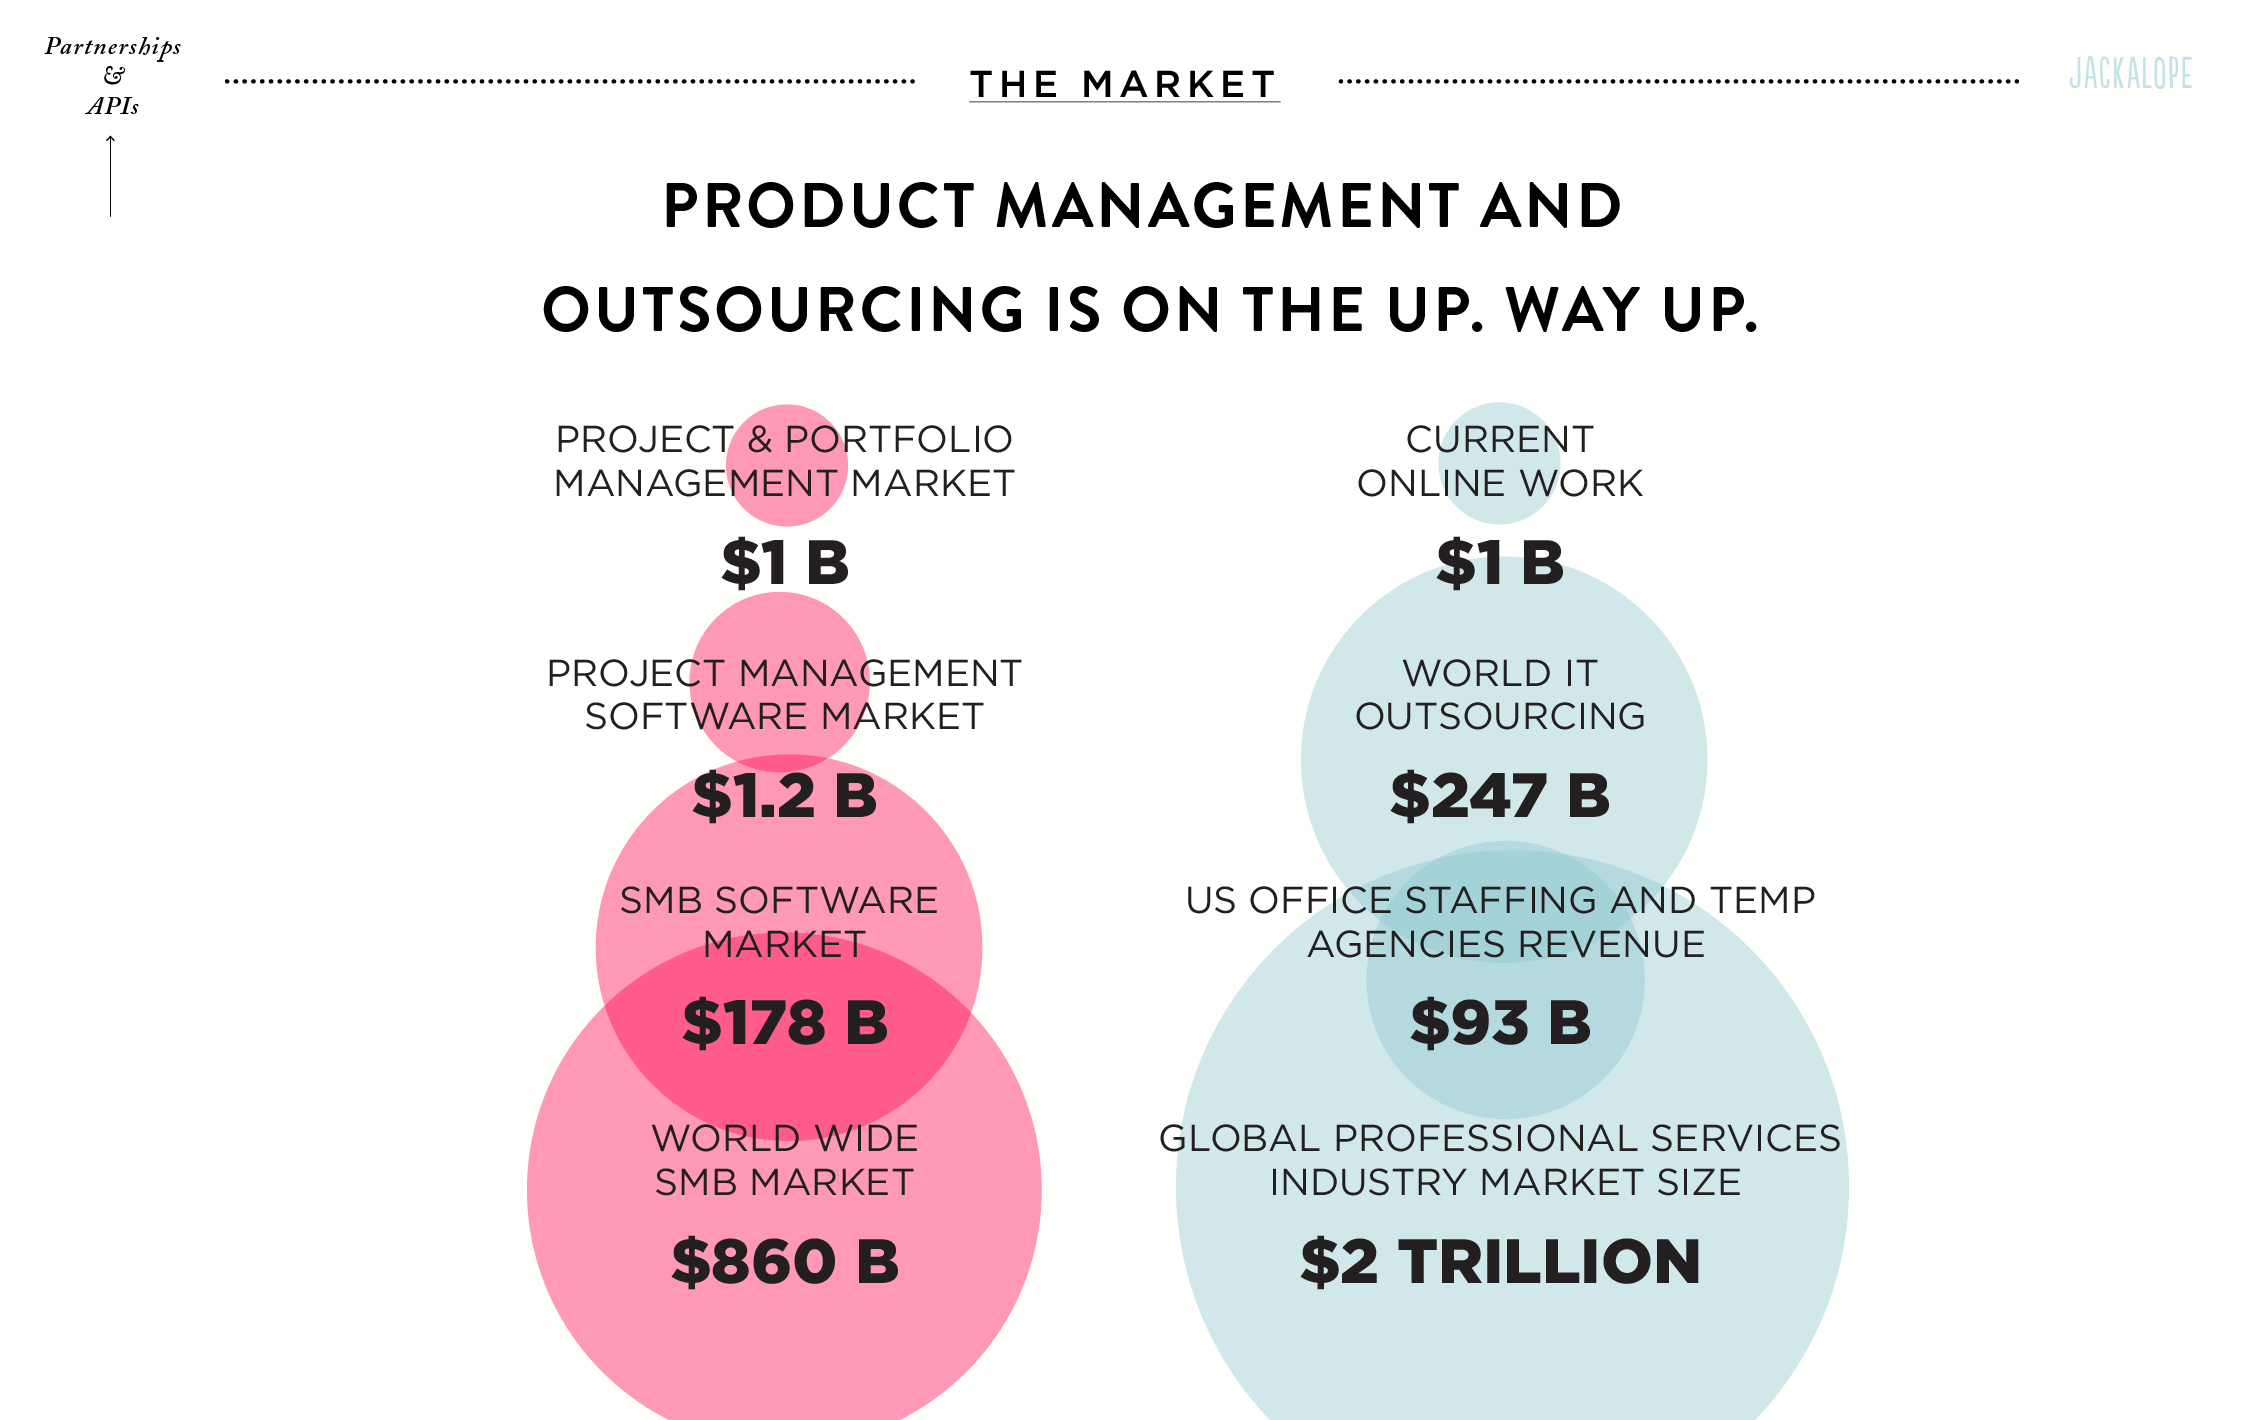 Partnerships
&
APIs
THE MARKET
JACKALOPE
PRODUCT MANAGEMENT AND
OUTSOURCING IS ON THE UP. WAY UP.
PROJECT & PORTFOLIO
MANAGEMENT MARKET
$1 B
PROJECT MANAGEMENT
SOFTWARE MARKET
$1.2 B
SMB SOFTWARE
MARKET
$178 B
WORLD WIDE
SMB MARKET
$860 B
CURRENT
ONLINE WORK
$1 B
WORLD IT
OUTSOURCING
$247 B
US OFFICE STAFFING AND TEMP
AGENCIES REVENUE
$93 B
GLOBAL PROFESSIONAL SERVICES
INDUSTRY MARKET SIZE
$2 TRILLION